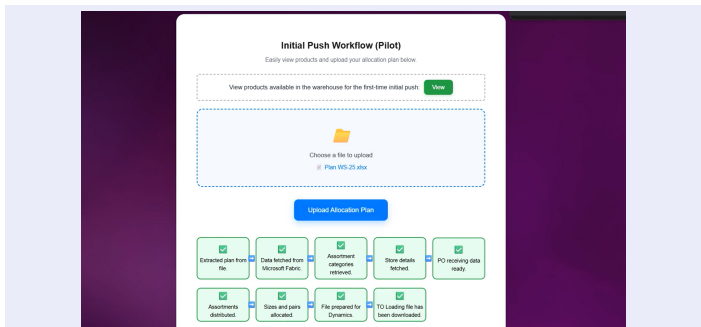 Initial Push Workflow (Pilot)
Easily view products and upload your allocation plan below.
View products available in the warehouse for the first-time initial push: View
Choose a file to upload
Plan WS-25.xlsx
Upload Allocation Plan
Extracted plan from
file.
Data fetched from
Microsoft Fabric.
Assortment
categories
retrieved.
Store details
fetched.
PO receiving data
ready.
Assortments
distributed.
Sizes and pairs
allocated.
File prepared for
Dynamics.
TO Loading file has
been downloaded.